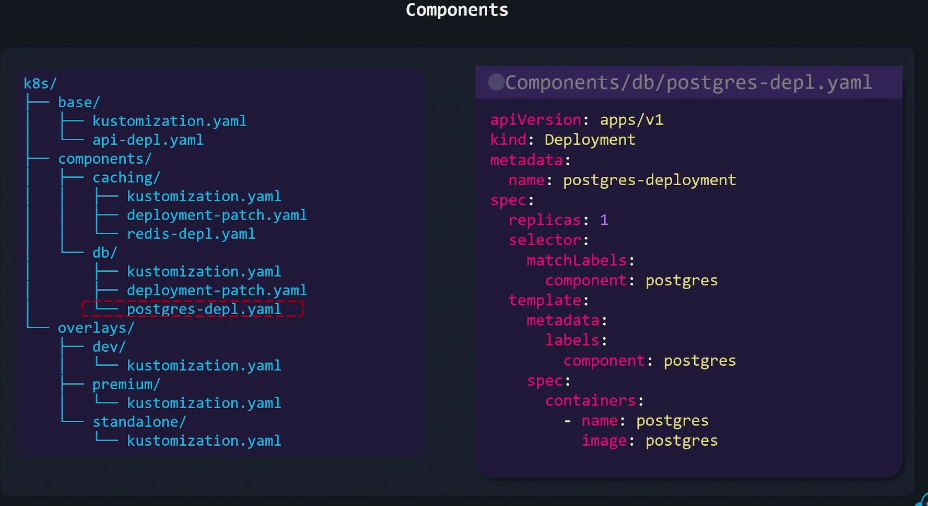 Components
k8s/
├── base/
│   ├── kustomization.yaml
│   └── api-depl.yaml
├── components/
│   ├── caching/
│   │   ├── kustomization.yaml
│   │   ├── deployment-patch.yaml
│   │   └── redis-depl.yaml
│   └── db/
│       ├── kustomization.yaml
│       ├── deployment-patch.yaml
│       └── postgres-depl.yaml
└── overlays/
    ├── dev/
    │   └── kustomization.yaml
    ├── premium/
    │   └── kustomization.yaml
    └── standalone/
        └── kustomization.yaml
Components/db/postgres-depl.yaml
apiVersion: apps/v1
kind: Deployment
metadata:
  name: postgres-deployment
spec:
  replicas: 1
  selector:
    matchLabels:
      component: postgres
  template:
    metadata:
      labels:
        component: postgres
    spec:
      containers:
        - name: postgres
          image: postgres